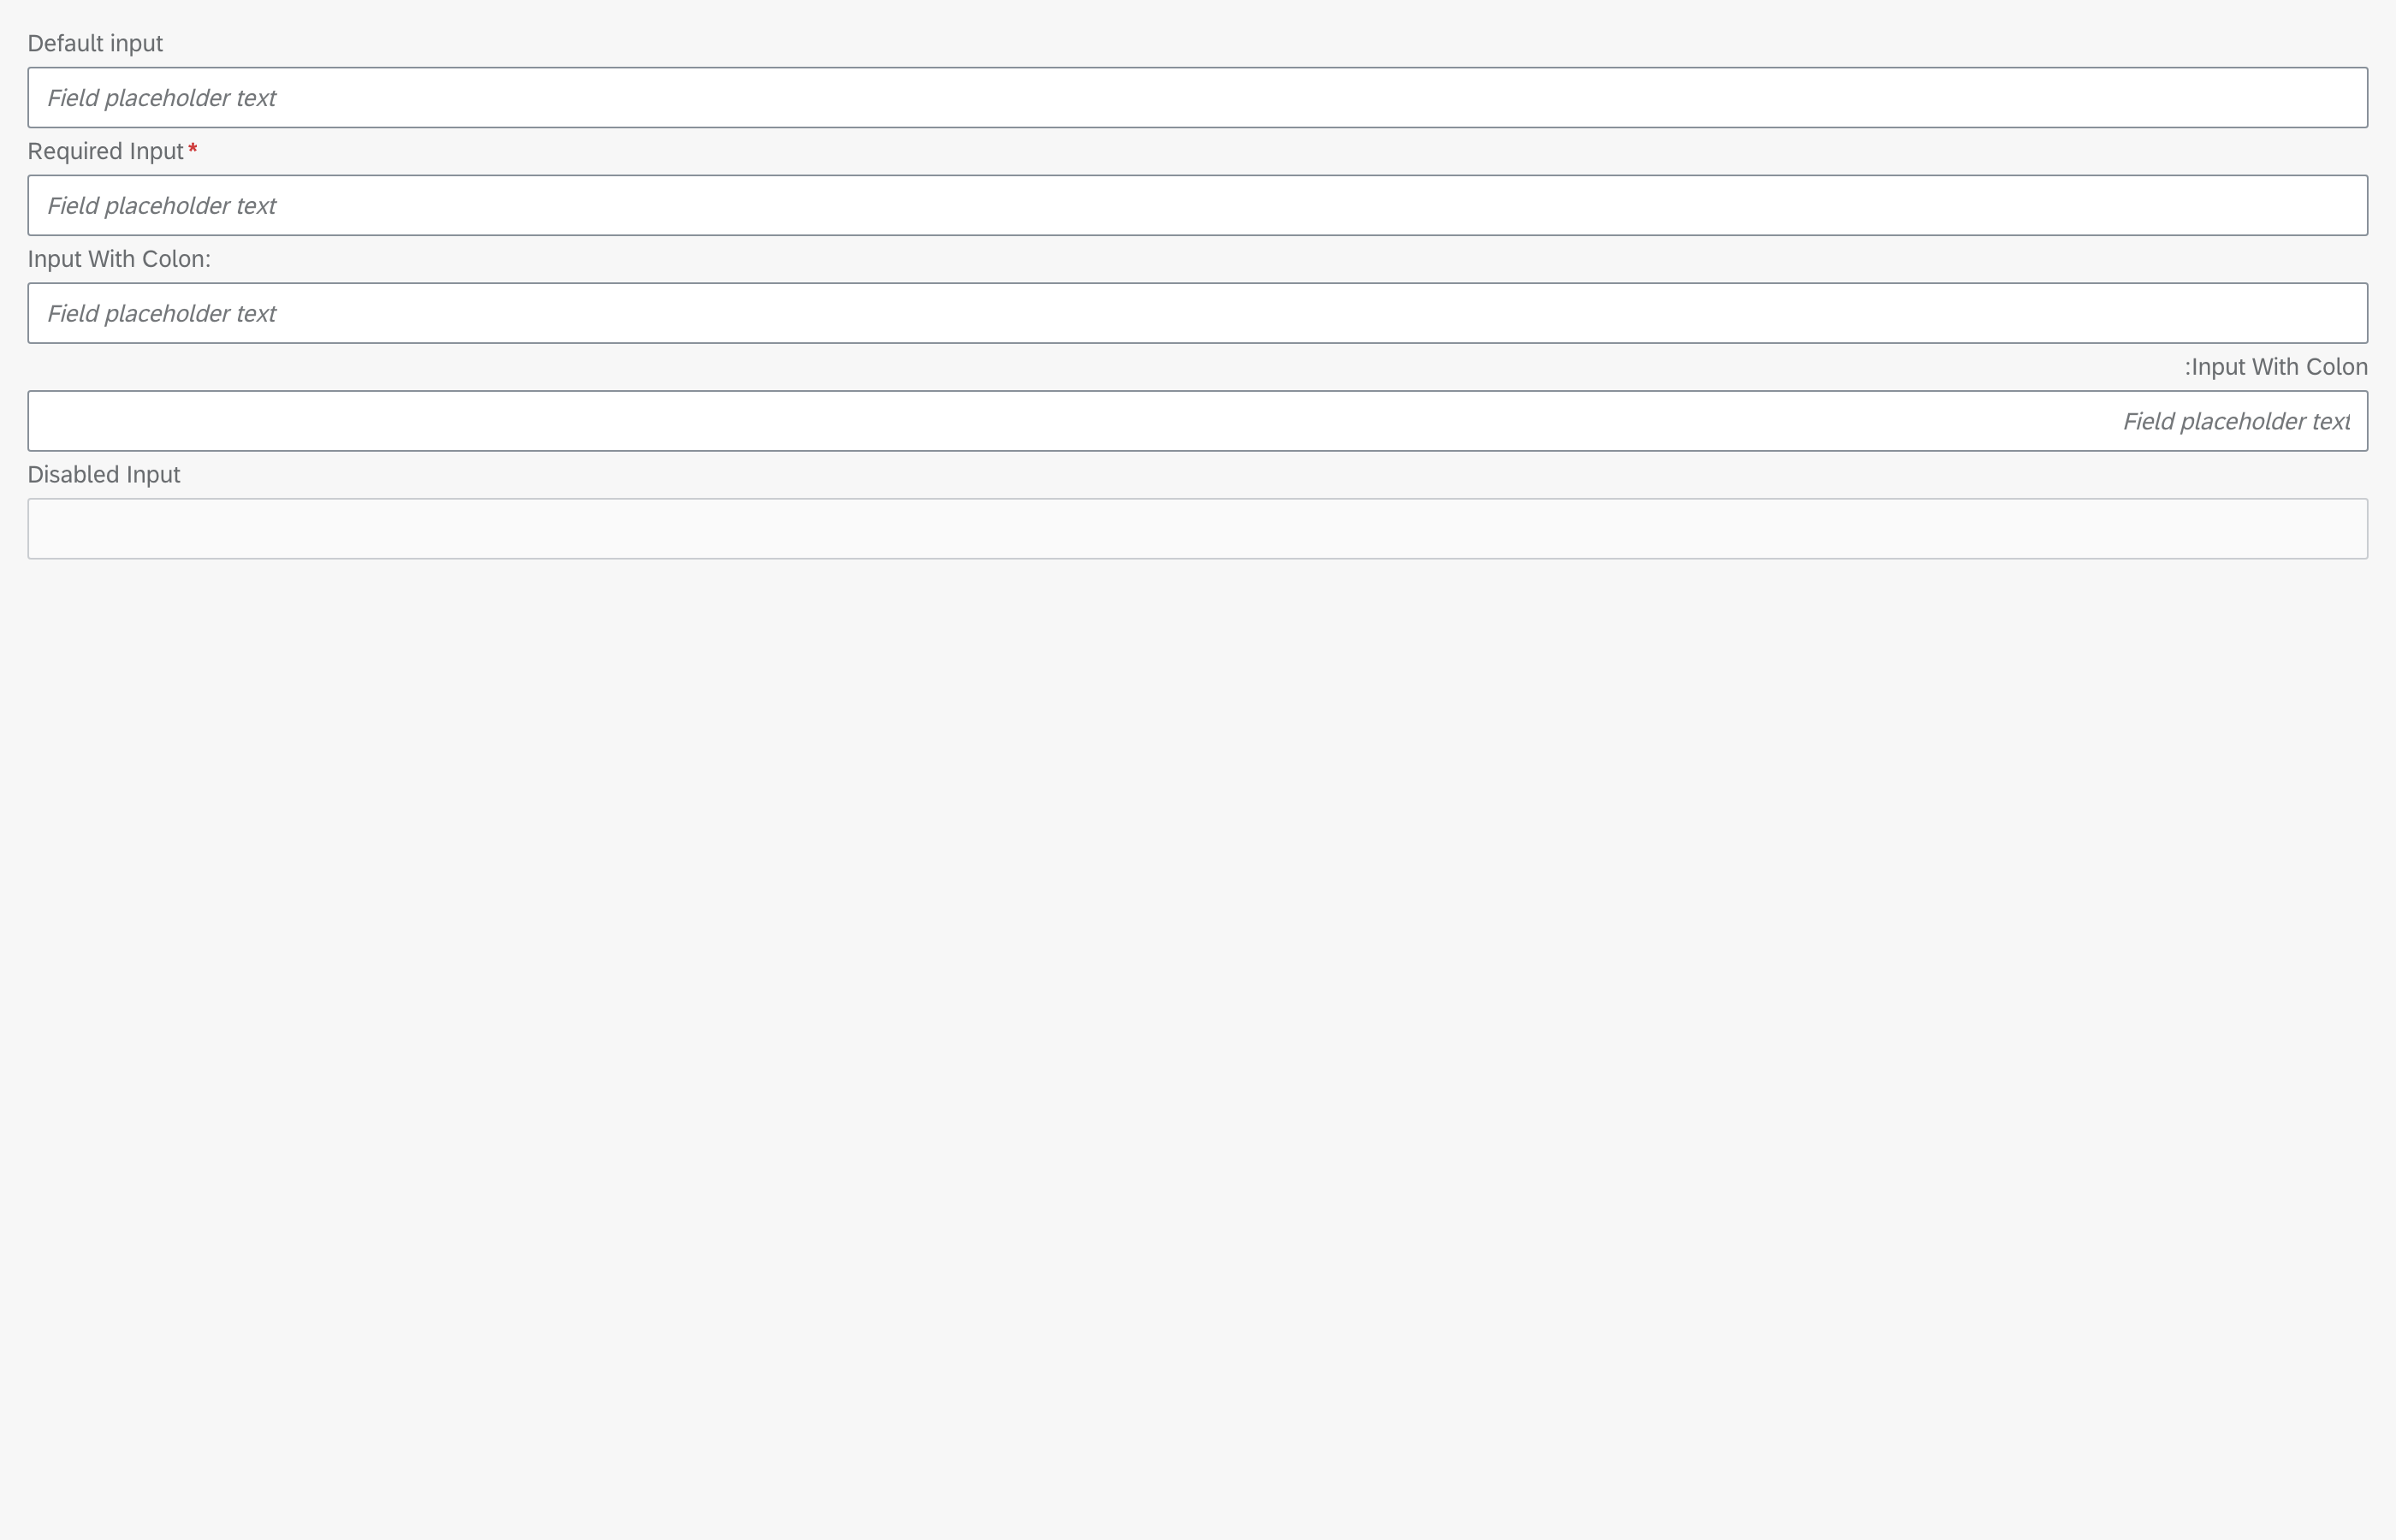 Default input
Field placeholder text
Required Input*
Field placeholder text
Input With Colon:
Field placeholder text
:Input With Colon
Field placeholder text
Disabled Input